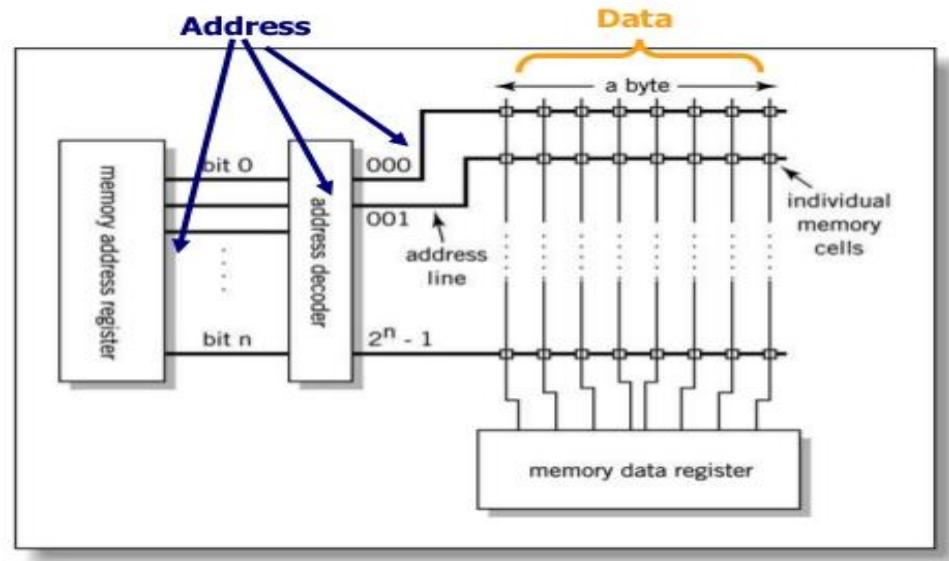 Address
Data
a byte
bit 0
000
001
address
line
individual
memory
cells
memory address register
address decoder
bit n
2ⁿ - 1
memory data register